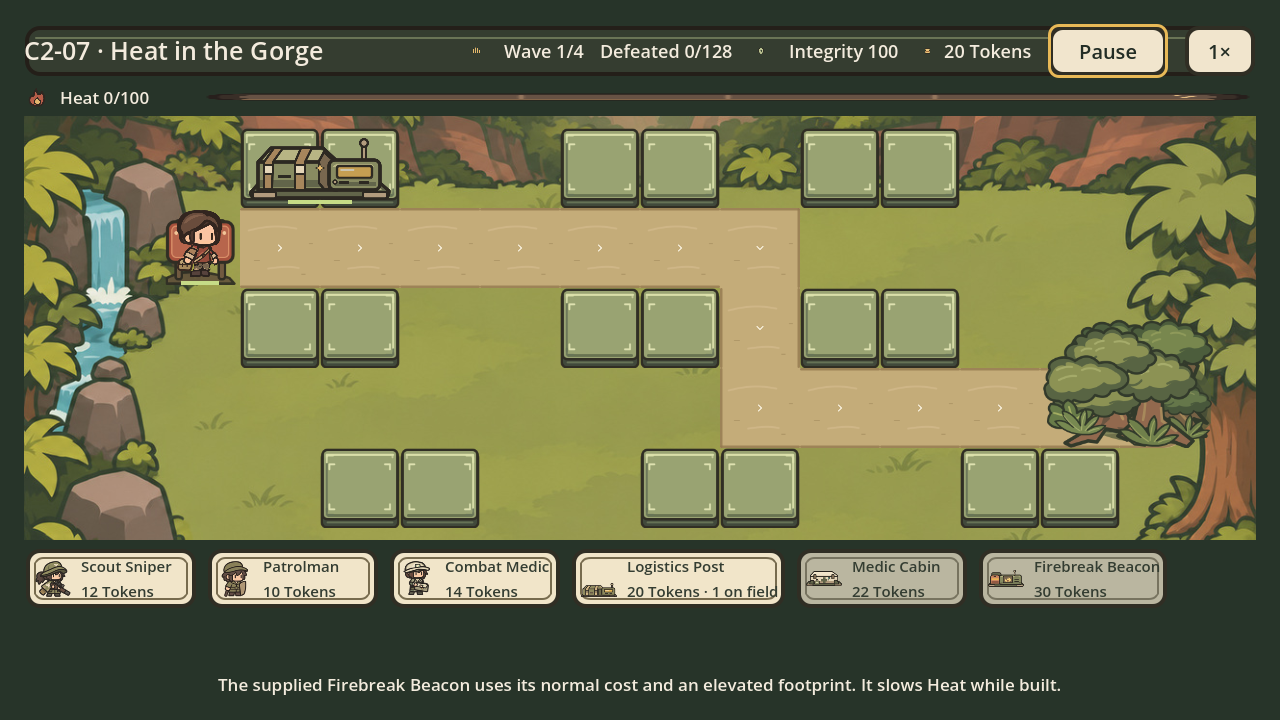 C2-07 · Heat in the Gorge
Wave 1/4
Defeated 0/128
Integrity 100
20 Tokens
Pause
1×
Heat 0/100
Scout Sniper
12 Tokens
Patrolman
10 Tokens
Combat Medic
14 Tokens
Logistics Post
20 Tokens · 1 on field
Medic Cabin
22 Tokens
Firebreak Beacon
30 Tokens
The supplied Firebreak Beacon uses its normal cost and an elevated footprint. It slows Heat while built.